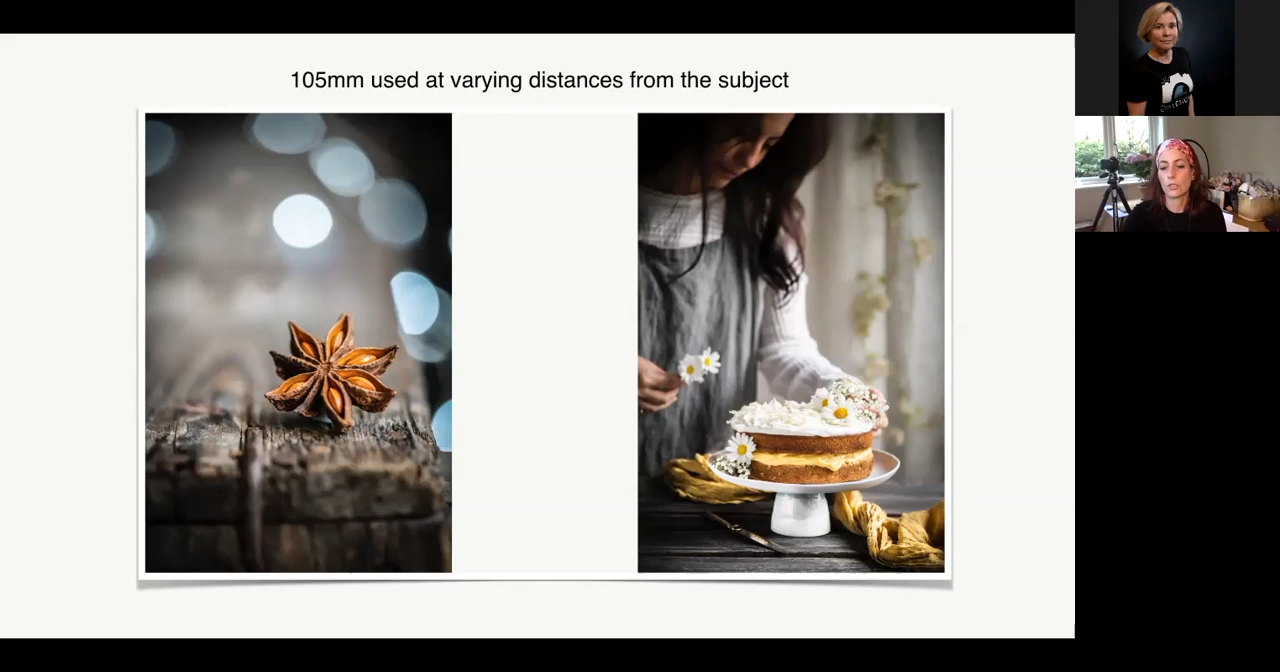 105mm used at varying distances from the subject